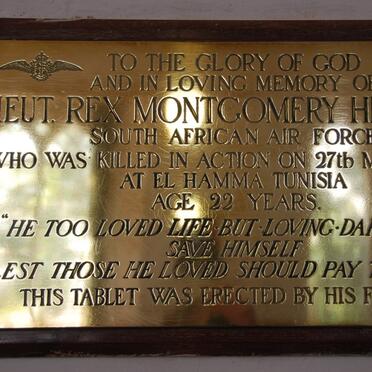 TO THE GLORY OF GOD
AND IN LOVING MEMORY OF
IEUT. REX MONTGOMERY H
SOUTH AFRICAN AIR FORCE
WHO WAS KILLED IN ACTION ON 27th M
AT EL HAMMA TUNISIA
AGE 22 YEARS.
"HE TOO LOVED LIFE BUT LOVING DA
SAVE HIMSELF
LEST THOSE HE LOVED SHOULD PAY
THIS TABLET WAS ERECTED BY HIS F